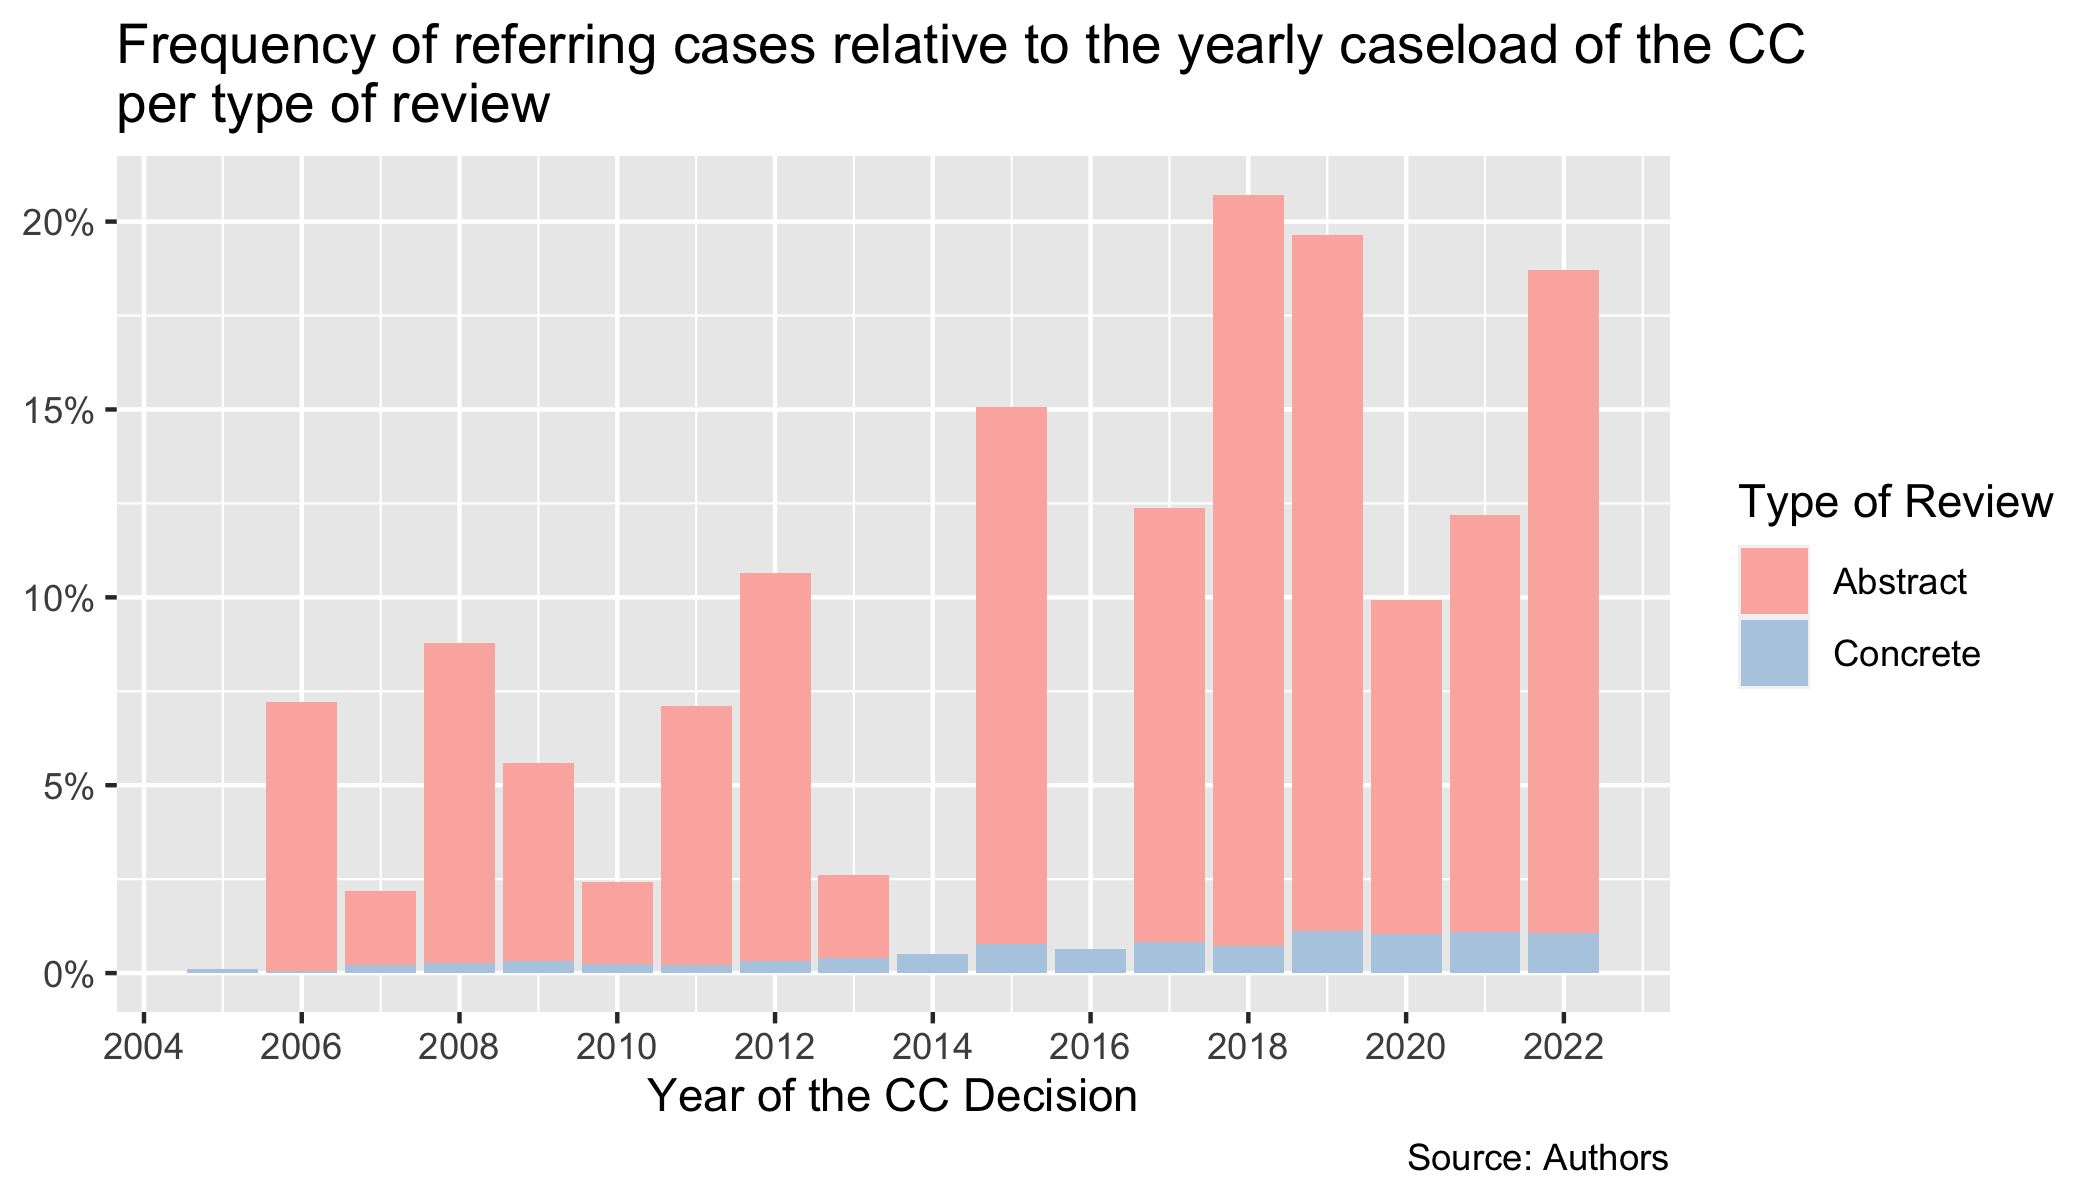 Frequency of referring cases relative to the yearly caseload of the CC
per type of review
20%
15%
10%
5%
0%
2004 2006 2008 2010 2012 2014 2016 2018 2020 2022
Year of the CC Decision
Type of Review
Abstract
Concrete
Source: Authors